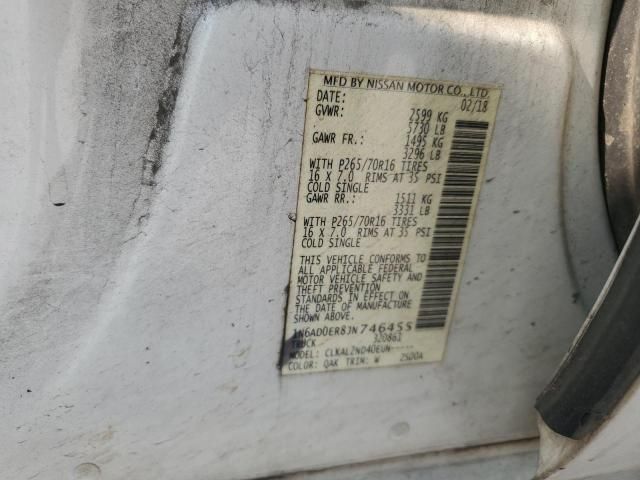 MFD BY NISSAN MOTOR CO., LTD.
DATE: 02/18
GVWR: 2599 KG
5730 LB
GAWR FR.: 1495 KG
3296 LB
WITH P265/70R16 TIRES
16 X 7.0 RIMS AT 35 PSI
COLD SINGLE
GAWR RR.: 1511 KG
3331 LB
WITH P265/70R16 TIRES
16 X 7.0 RIMS AT 35 PSI
COLD SINGLE
THIS VEHICLE CONFORMS TO
ALL APPLICABLE FEDERAL
MOTOR VEHICLE SAFETY AND
THEFT PREVENTION
STANDARDS IN EFFECT ON
THE DATE OF MANUFACTURE
SHOWN ABOVE.
1N6AD0ER8JN746455
TRUCK 320861
MODEL: CLKAL2ND40EUN-----
COLOR: QAK TRIM: W 2SDDA